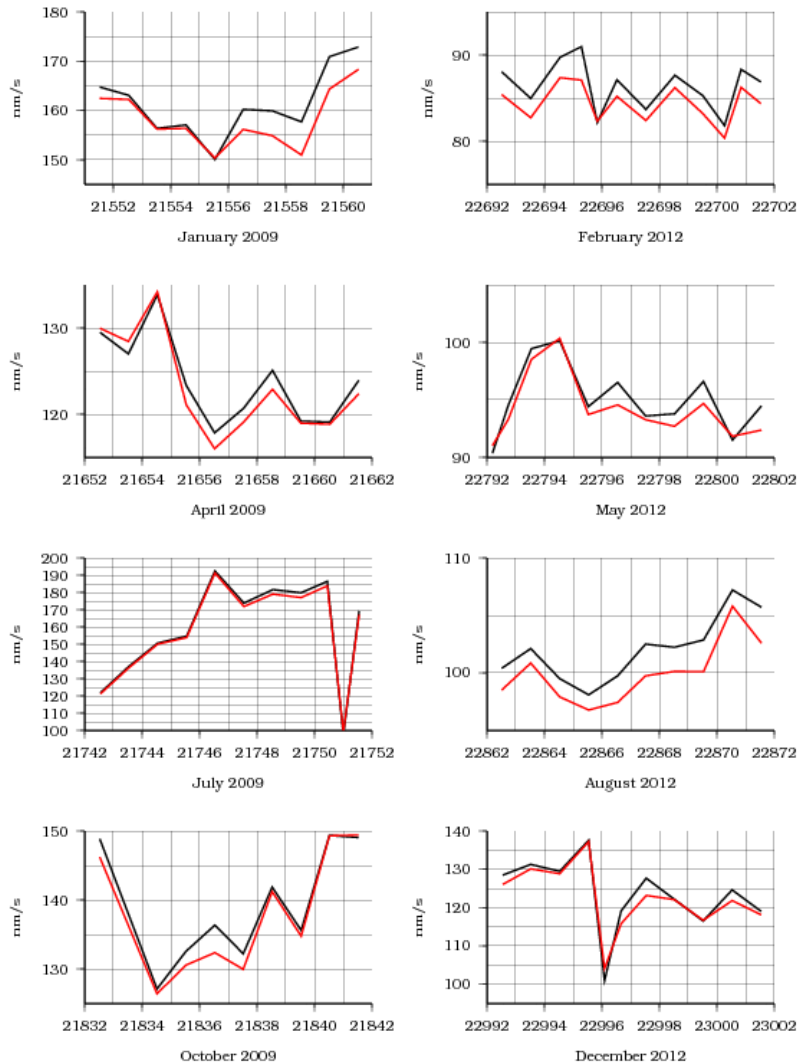 180
170
160
150
nm/s
21552 21554 21556 21558 21560
January 2009
90
80
nm/s
22692 22694 22696 22698 22700 22702
February 2012
130
120
nm/s
21652 21654 21656 21658 21660 21662
April 2009
100
90
nm/s
22792 22794 22796 22798 22800 22802
May 2012
200
190
180
170
160
150
140
130
120
110
100
nm/s
21742 21744 21746 21748 21750 21752
July 2009
110
100
nm/s
22862 22864 22866 22868 22870 22872
August 2012
150
140
130
nm/s
21832 21834 21836 21838 21840 21842
October 2009
140
130
120
110
100
nm/s
22992 22994 22996 22998 23000 23002
December 2012